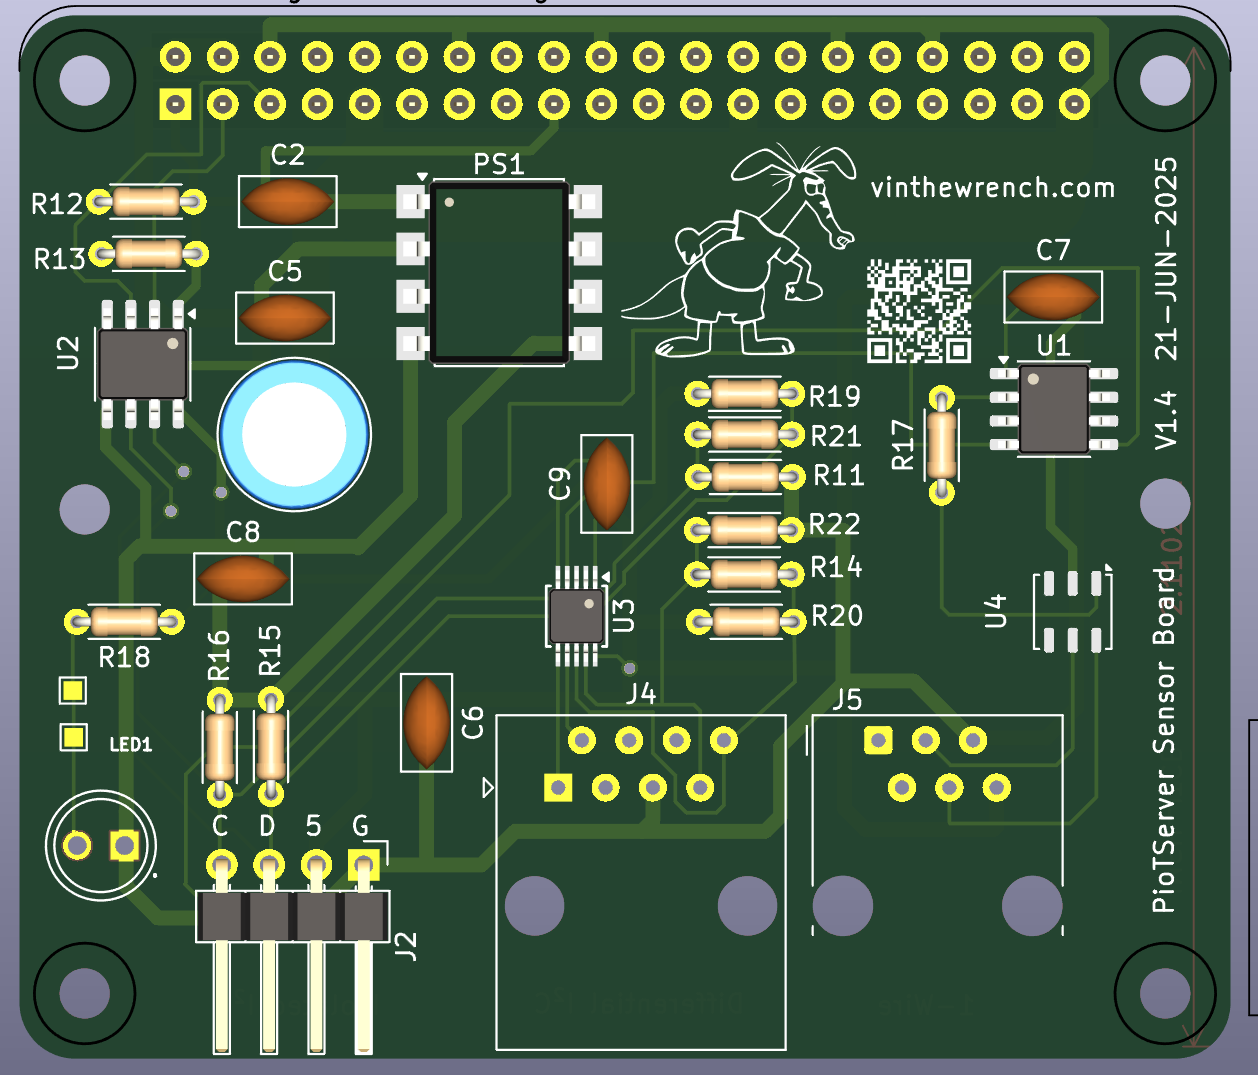 C2
PS1
vinthewrench.com
R12
R13
C5
C7
U2
U1
R19
R21
R17
R11
C9
C8
R22
R14
U4
R20
U3
R18
R16
R15
J4
J5
C6
LED1
C
D
5
G
J2
PioTServer Sensor Board V1.4 21-JUN-2025